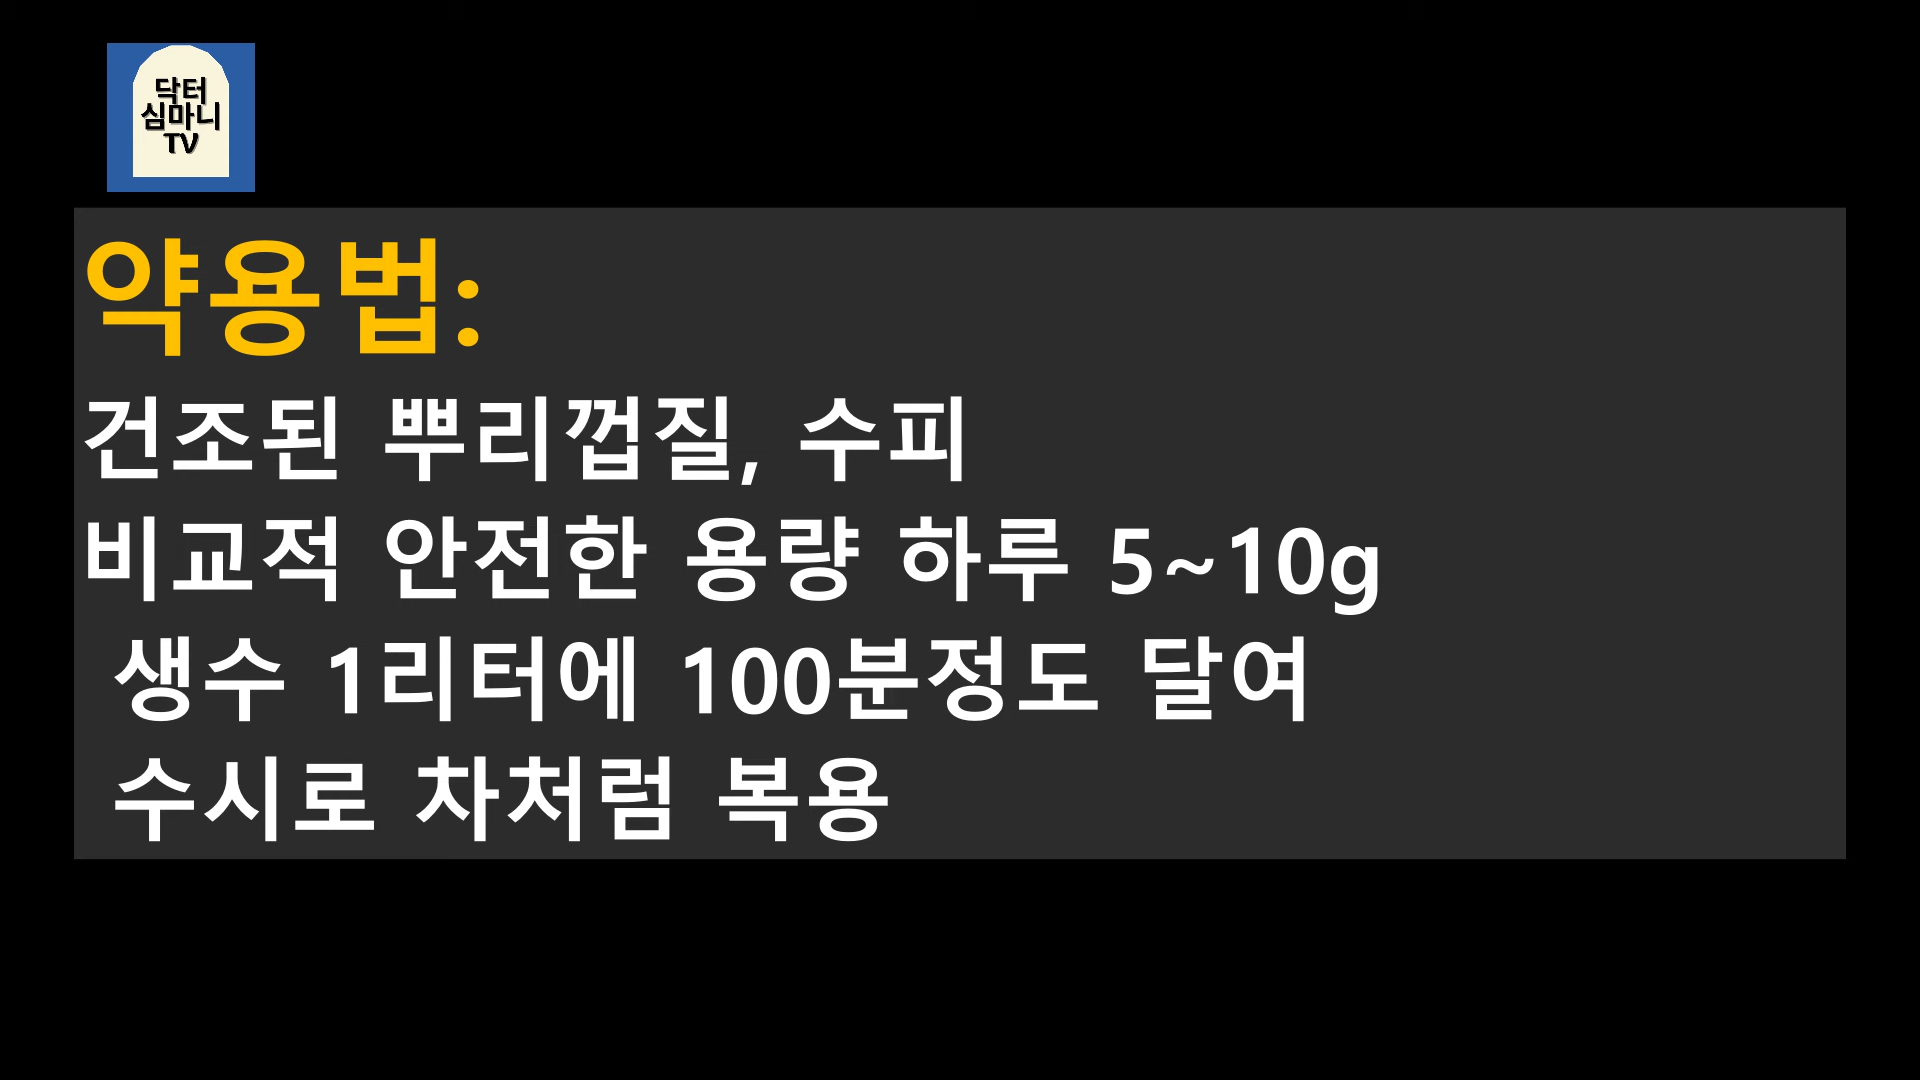 닥터
심마니
TV
약용법:
건조된 뿌리껍질, 수피
비교적 안전한 용량 하루 5~10g
생수 1리터에 100분정도 달여
수시로 차처럼 복용